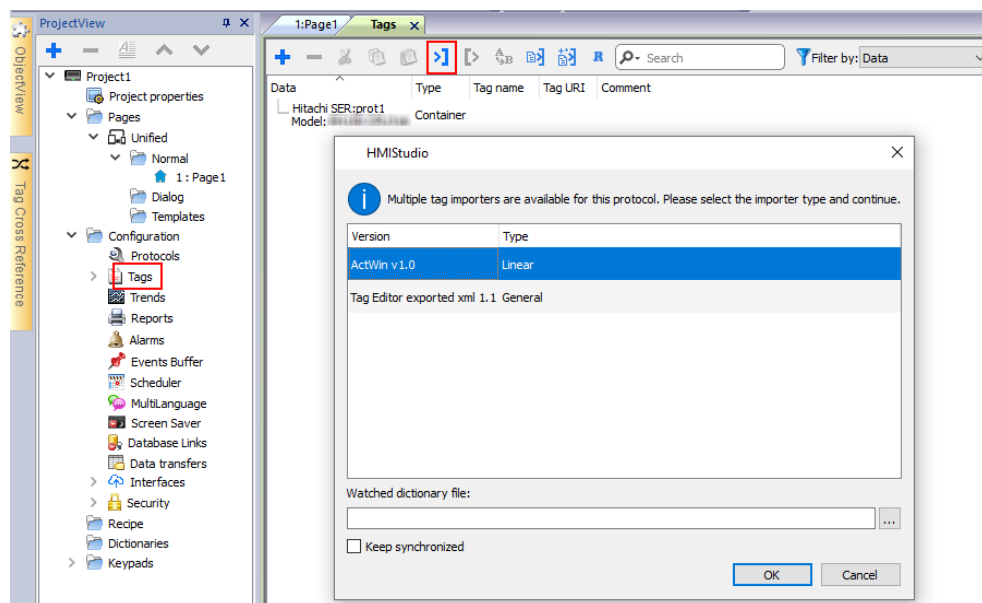 ProjectView
1:Page1
Tags
ObjectView
Tag Cross Reference
Project1
Project properties
Pages
Unified
Normal
1 : Page1
Dialog
Templates
Configuration
Protocols
Tags
Trends
Reports
Alarms
Events Buffer
Scheduler
MultiLanguage
Screen Saver
Database Links
Data transfers
Interfaces
Security
Recipe
Dictionaries
Keypads
A B
R
Search
Filter by: Data
Data Type Tag name Tag URI Comment
Hitachi SER:prot1
Model:
Container
HMIStudio
Multiple tag importers are available for this protocol. Please select the importer type and continue.
Version Type
ActWin v1.0 Linear
Tag Editor exported xml 1.1 General
Watched dictionary file:
...
Keep synchronized
OK Cancel